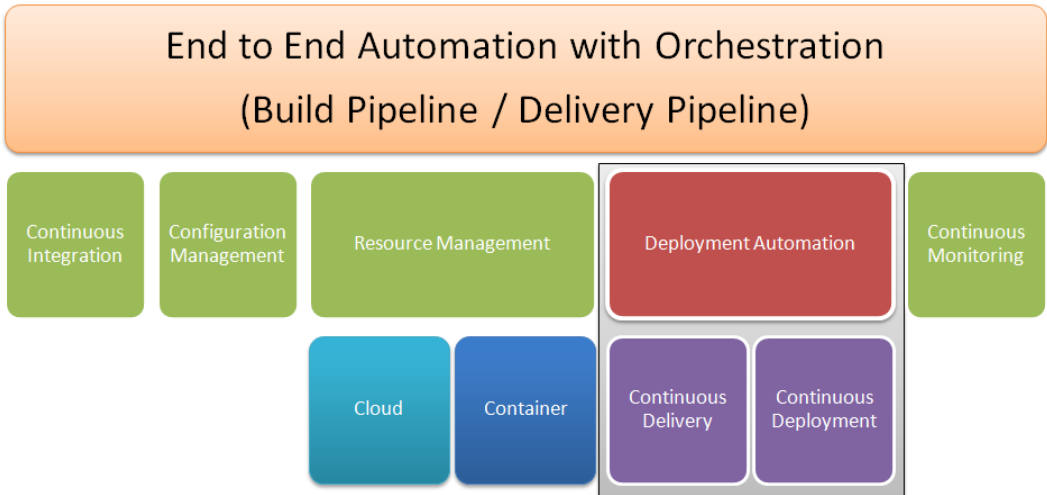 End to End Automation with Orchestration
(Build Pipeline / Delivery Pipeline)
Continuous
Integration
Configuration
Management
Resource Management
Deployment Automation
Continuous
Monitoring
Cloud
Container
Continuous
Delivery
Continuous
Deployment